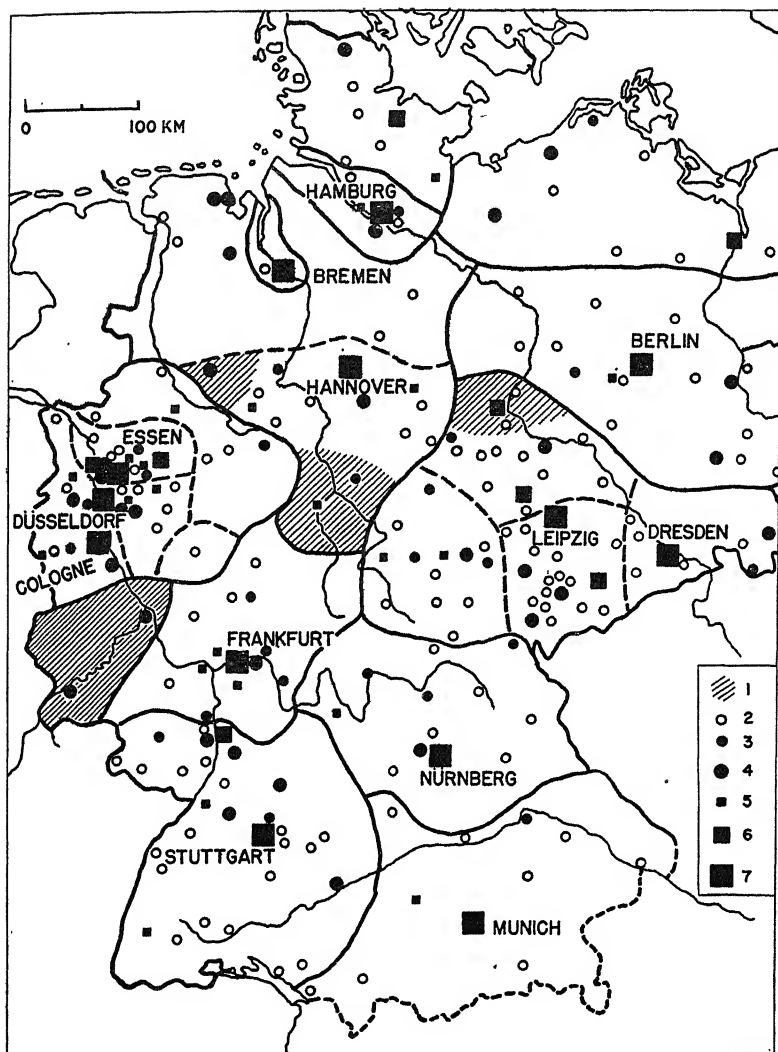 0 100 KM
HAMBURG
BREMEN
BERLIN
HANNOVER
ESSEN
DÜSSELDORF
LEIPZIG
DRESDEN
COLOGNE
FRANKFURT
NÜRNBERG
STUTTGART
MUNICH
1
2
3
4
5
6
7